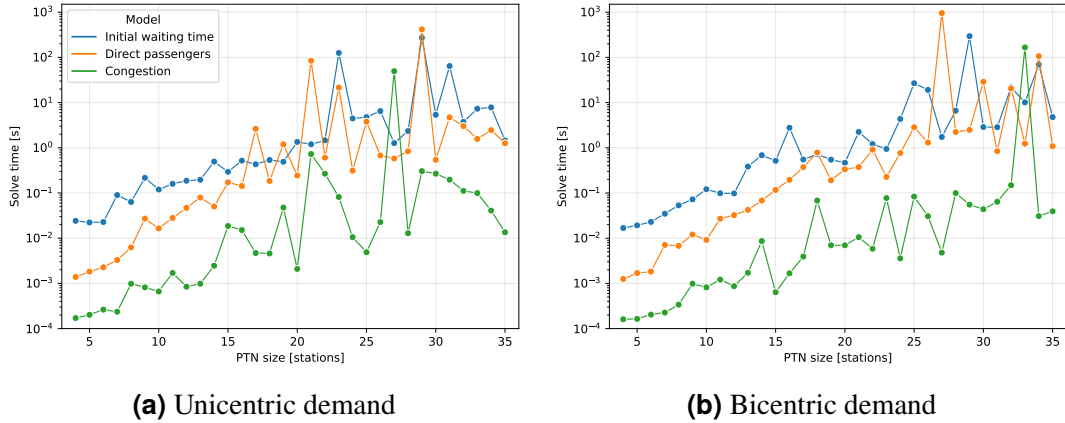 Model
Initial waiting time
Direct passengers
Congestion
10³
10²
10¹
10⁰
10⁻¹
10⁻²
10⁻³
10⁻⁴
Solve time [s]
5 10 15 20 25 30 35
PTN size [stations]
(a) Unicentric demand
10³
10²
10¹
10⁰
10⁻¹
10⁻²
10⁻³
10⁻⁴
Solve time [s]
5 10 15 20 25 30 35
PTN size [stations]
(b) Bicentric demand